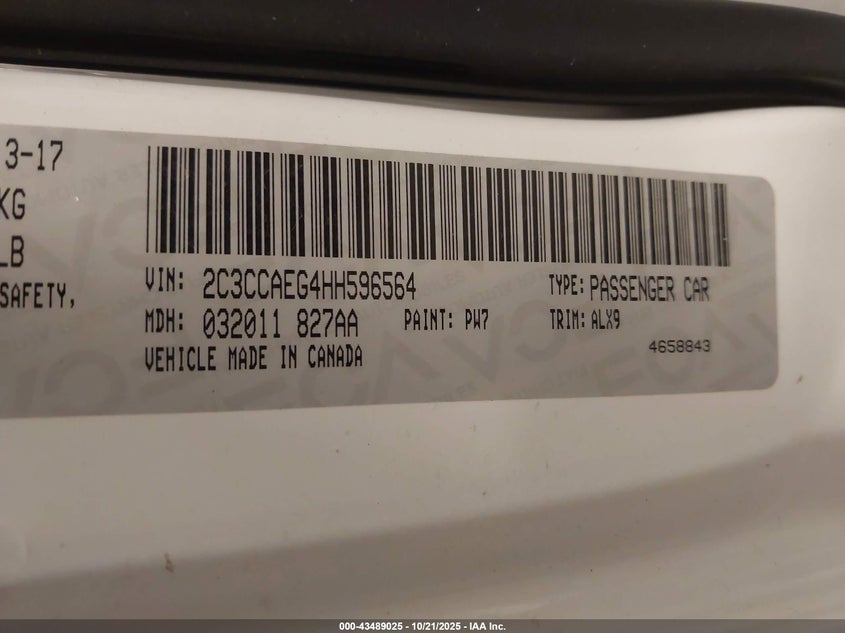 3-17
KG
LB
SAFETY,
VIN: 2C3CCAEG4HH596564 TYPE: PASSENGER CAR
MDH: 032011 827AA PAINT: PW7 TRIM: ALX9
VEHICLE MADE IN CANADA 4658843
000-43489025 - 10/21/2025 - IAA Inc.